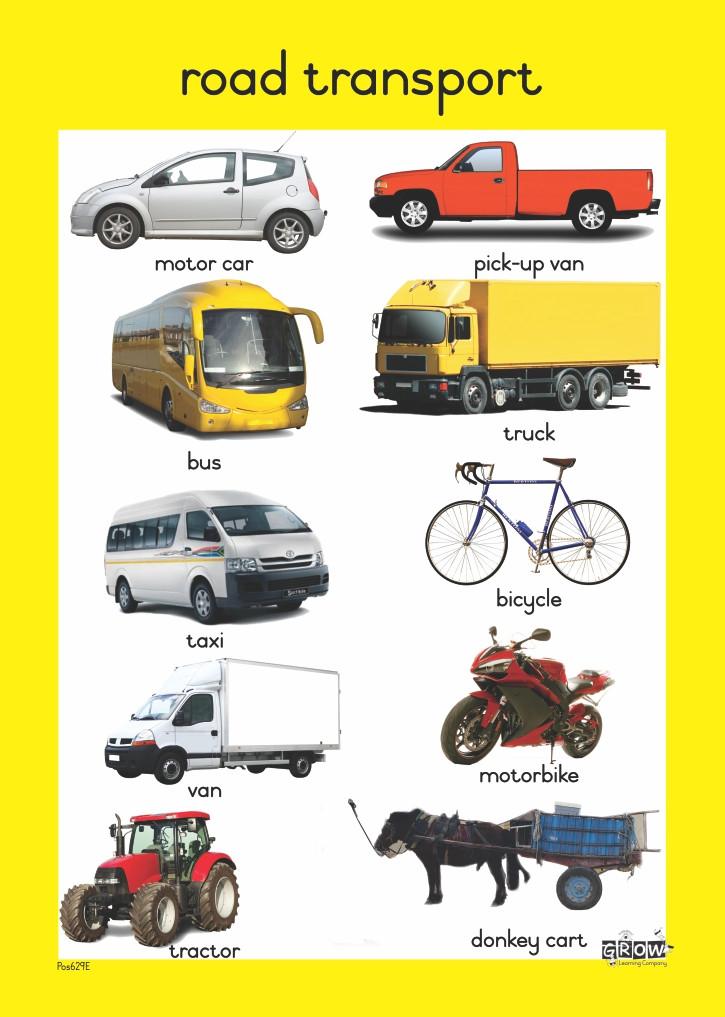 road transport
motor car
pick-up van
bus
truck
taxi
bicycle
van
motorbike
tractor
donkey cart
GROW
Learning Company
Pos629E